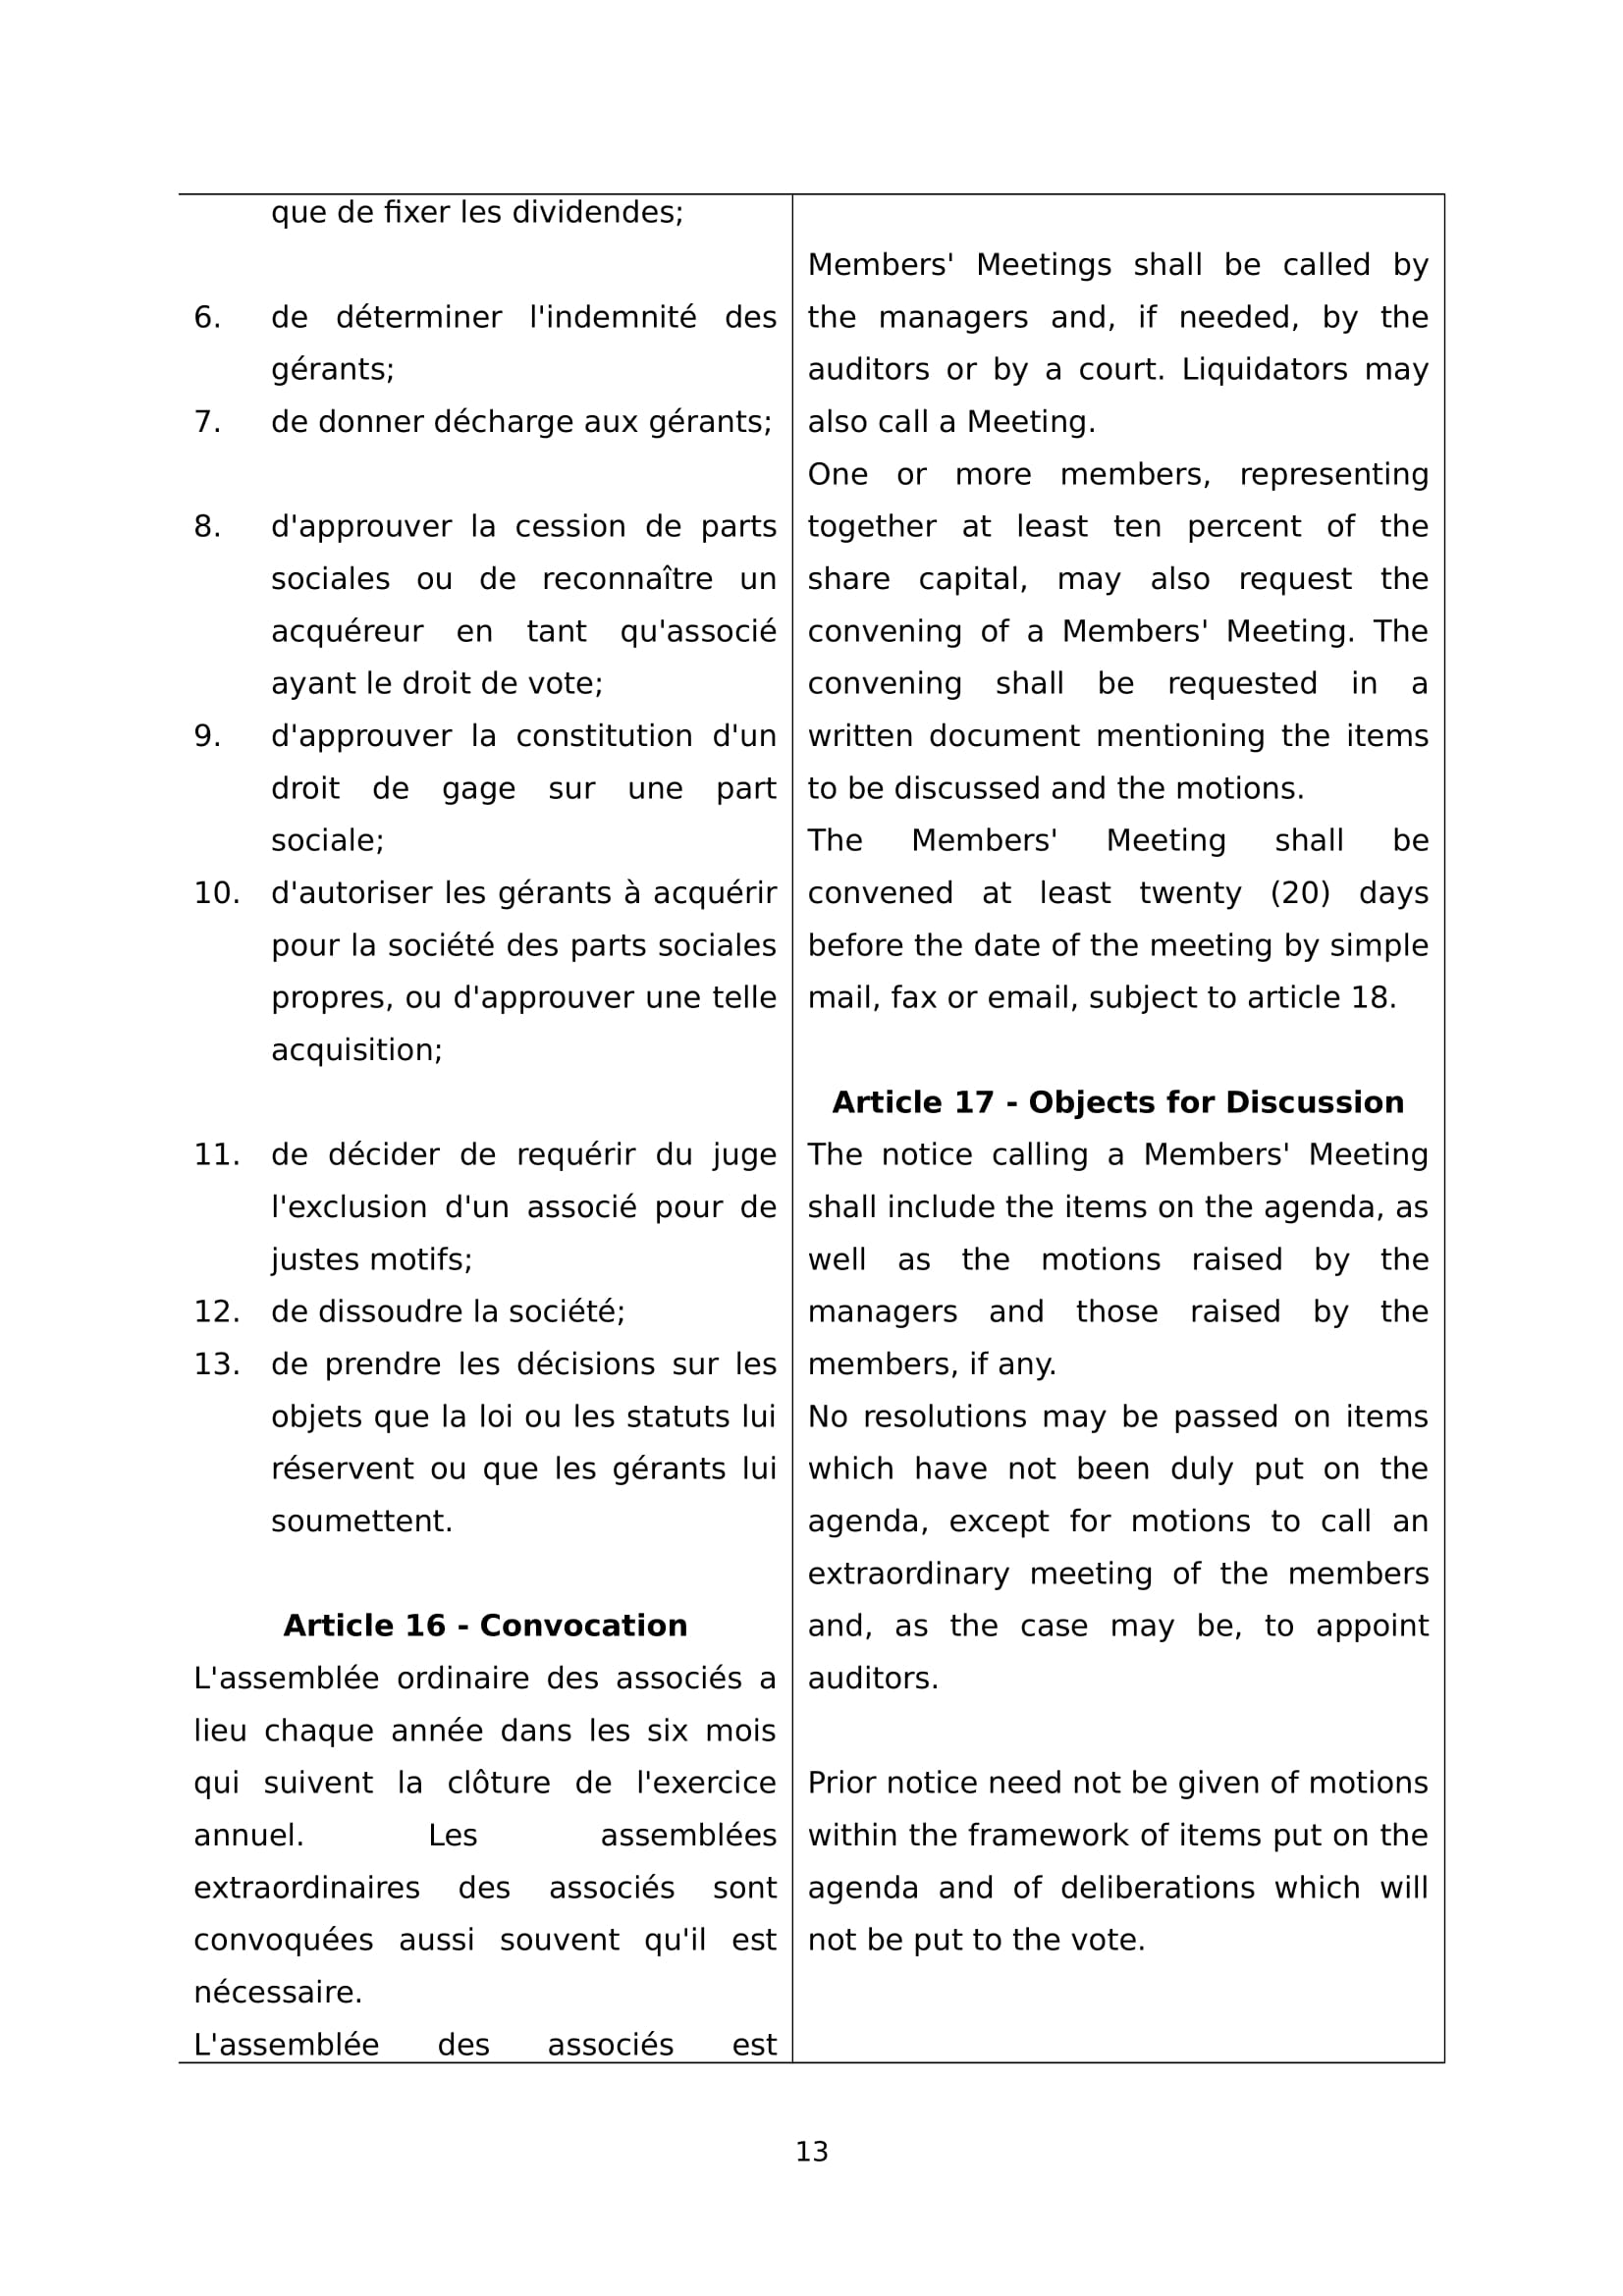 que de fixer les dividendes;
6. de déterminer l'indemnité des
gérants;
7. de donner décharge aux gérants;
8. d'approuver la cession de parts
sociales ou de reconnaître un
acquéreur en tant qu'associé
ayant le droit de vote;
9. d'approuver la constitution d'un
droit de gage sur une part
sociale;
10. d'autoriser les gérants à acquérir
pour la société des parts sociales
propres, ou d'approuver une telle
acquisition;
11. de décider de requérir du juge
l'exclusion d'un associé pour de
justes motifs;
12. de dissoudre la société;
13. de prendre les décisions sur les
objets que la loi ou les statuts lui
réservent ou que les gérants lui
soumettent.
Article 16 - Convocation
L'assemblée ordinaire des associés a
lieu chaque année dans les six mois
qui suivent la clôture de l'exercice
annuel. Les assemblées
extraordinaires des associés sont
convoquées aussi souvent qu'il est
nécessaire.
L'assemblée des associés est
Members' Meetings shall be called by
the managers and, if needed, by the
auditors or by a court. Liquidators may
also call a Meeting.
One or more members, representing
together at least ten percent of the
share capital, may also request the
convening of a Members' Meeting. The
convening shall be requested in a
written document mentioning the items
to be discussed and the motions.
The Members' Meeting shall be
convened at least twenty (20) days
before the date of the meeting by simple
mail, fax or email, subject to article 18.
Article 17 - Objects for Discussion
The notice calling a Members' Meeting
shall include the items on the agenda, as
well as the motions raised by the
managers and those raised by the
members, if any.
No resolutions may be passed on items
which have not been duly put on the
agenda, except for motions to call an
extraordinary meeting of the members
and, as the case may be, to appoint
auditors.
Prior notice need not be given of motions
within the framework of items put on the
agenda and of deliberations which will
not be put to the vote.
13